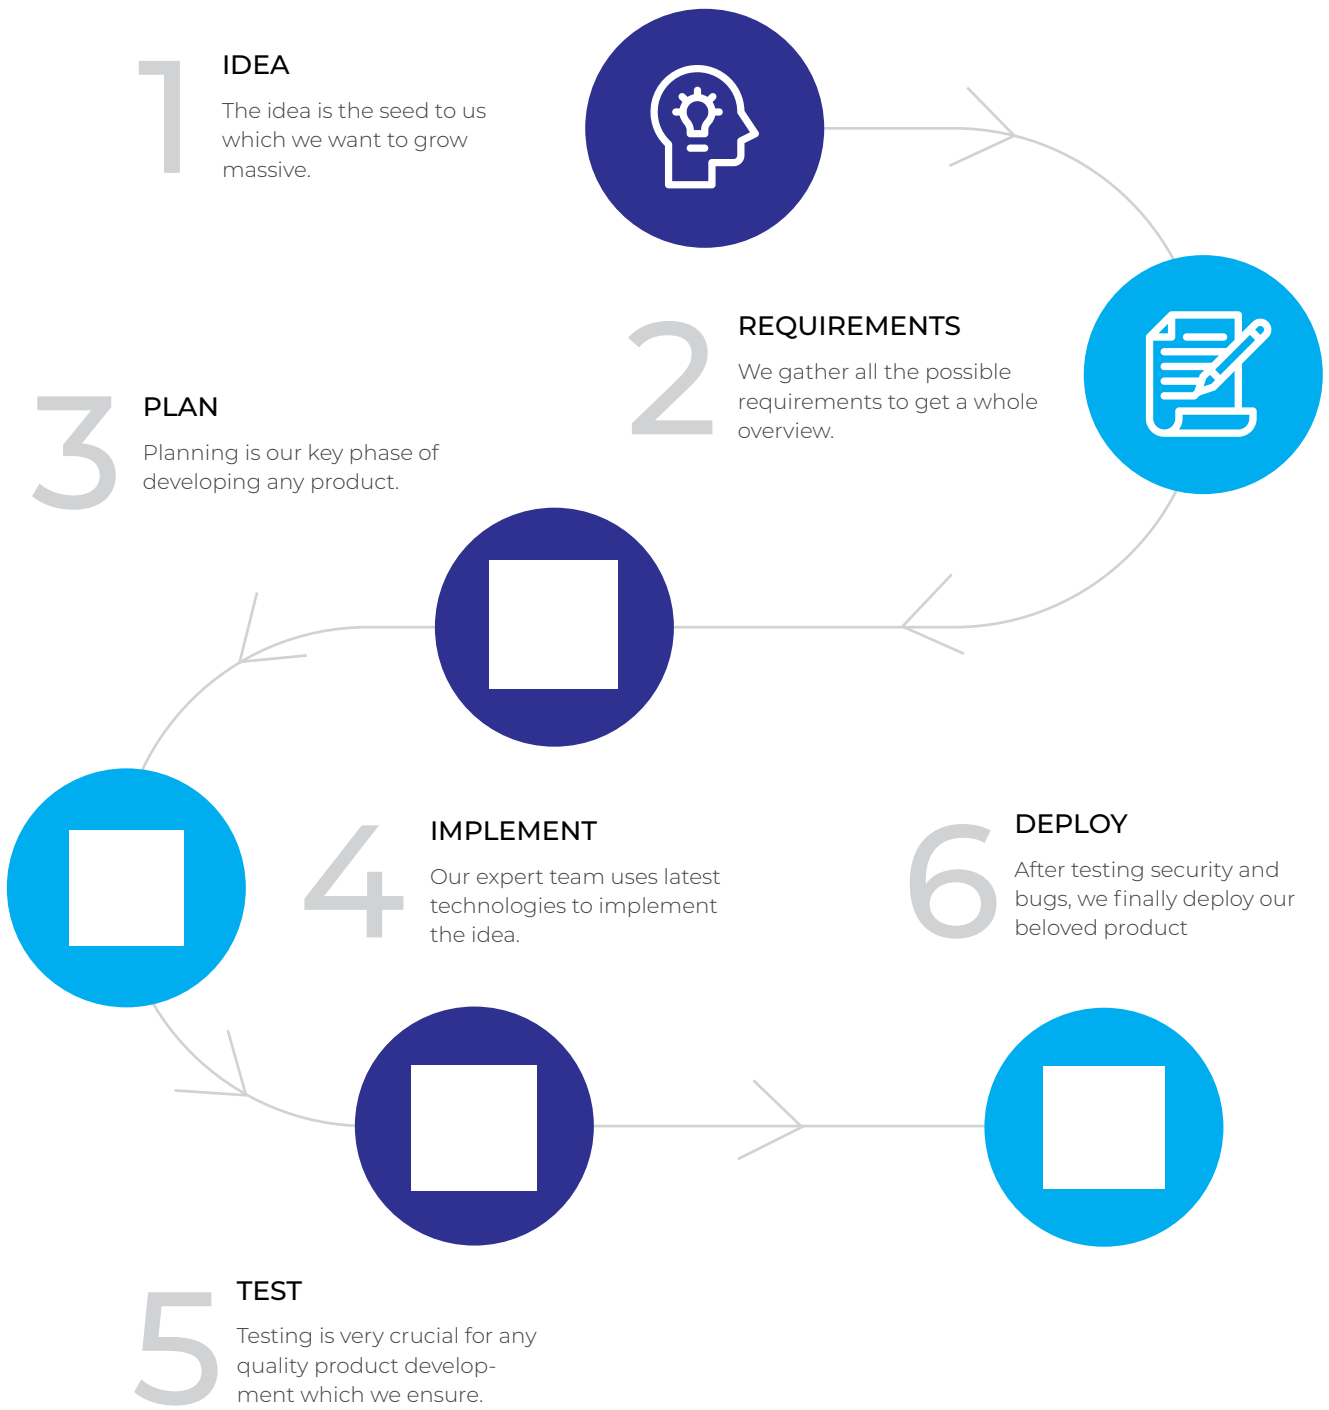 1
IDEA
The idea is the seed to us
which we want to grow
massive.
2
REQUIREMENTS
We gather all the possible
requirements to get a whole
overview.
3
PLAN
Planning is our key phase of
developing any product.
4
IMPLEMENT
Our expert team uses latest
technologies to implement
the idea.
5
TEST
Testing is very crucial for any
quality product develop-
ment which we ensure.
6
DEPLOY
After testing security and
bugs, we finally deploy our
beloved product